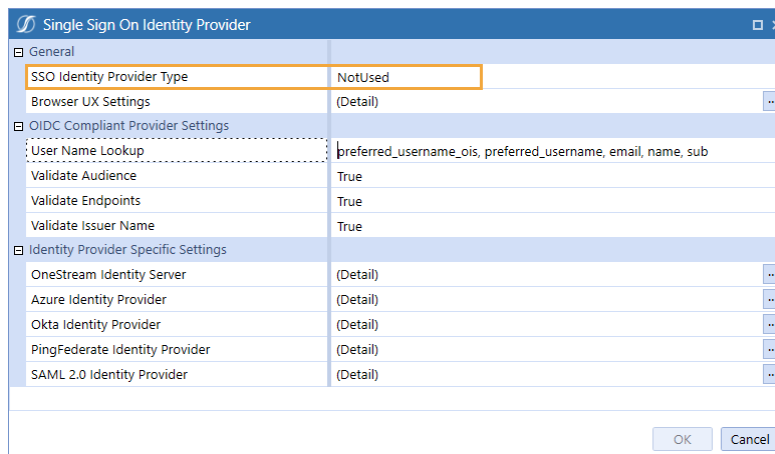 Single Sign On Identity Provider
General
SSO Identity Provider Type NotUsed
Browser UX Settings (Detail)
OIDC Compliant Provider Settings
User Name Lookup preferred_username_ois, preferred_username, email, name, sub
Validate Audience True
Validate Endpoints True
Validate Issuer Name True
Identity Provider Specific Settings
OneStream Identity Server (Detail)
Azure Identity Provider (Detail)
Okta Identity Provider (Detail)
PingFederate Identity Provider (Detail)
SAML 2.0 Identity Provider (Detail)
OK Cancel